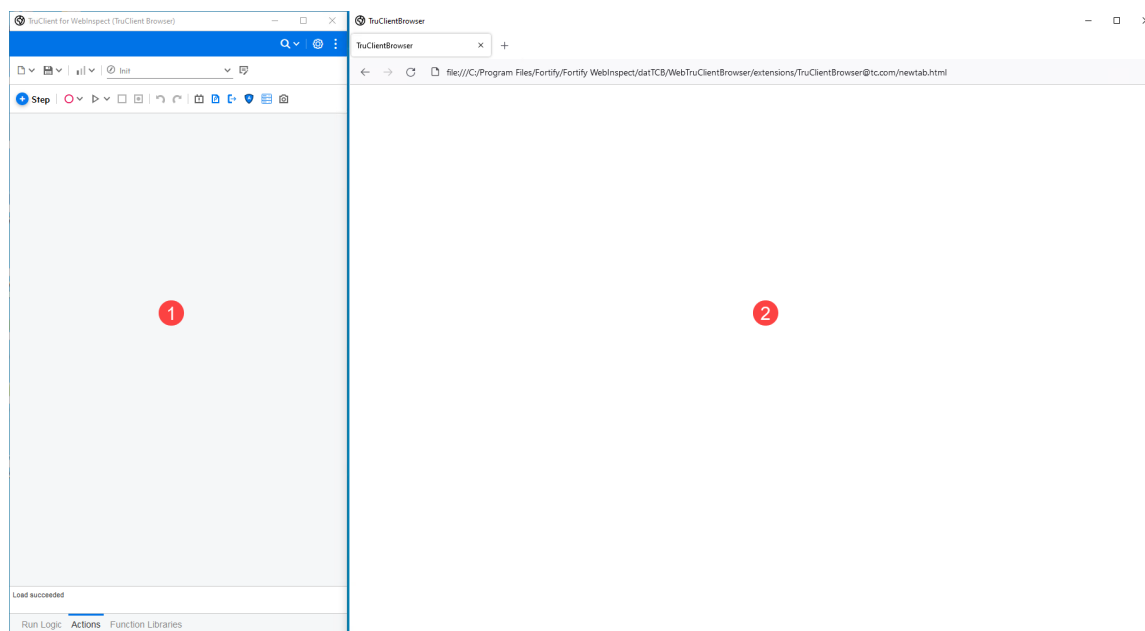 TruClient for WebInspect (TruClient Browser)
Init
Step
1
Load succeeded
Run Logic Actions Function Libraries
TruClientBrowser
TruClientBrowser
file:///C:/Program Files/Fortify/Fortify WebInspect/datTCB/WebTruClientBrowser/extensions/TruClientBrowser@tc.com/newtab.html
2